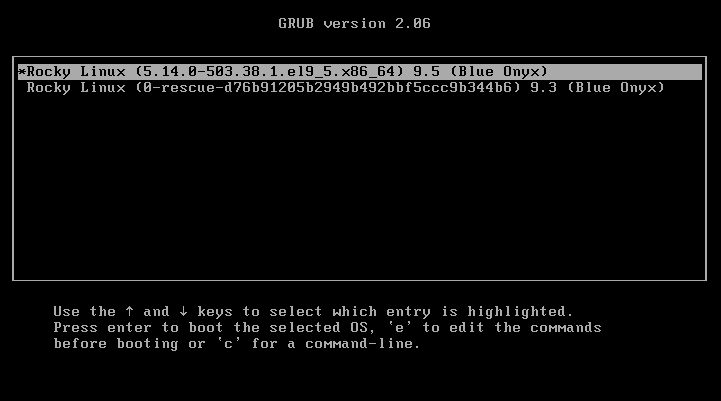 GRUB version 2.06
*Rocky Linux (5.14.0-503.38.1.el9_5.x86_64) 9.5 (Blue Onyx)
Rocky Linux (0-rescue-d76b91205b2949b492bbf5ccc9b344b6) 9.3 (Blue Onyx)
Use the ↑ and ↓ keys to select which entry is highlighted.
Press enter to boot the selected OS, `e' to edit the commands
before booting or `c' for a command-line.